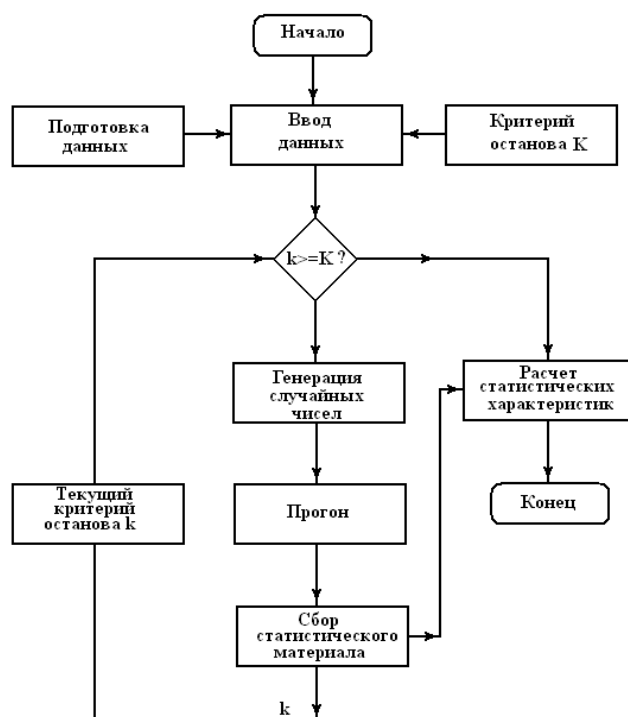 Начало
Подготовка
данных
Ввод
данных
Критерий
останова K
k>=K ?
Генерация
случайных
чисел
Расчет
статистических
характеристик
Текущий
критерий
останова k
Прогон
Конец
Сбор
статистического
материала
k